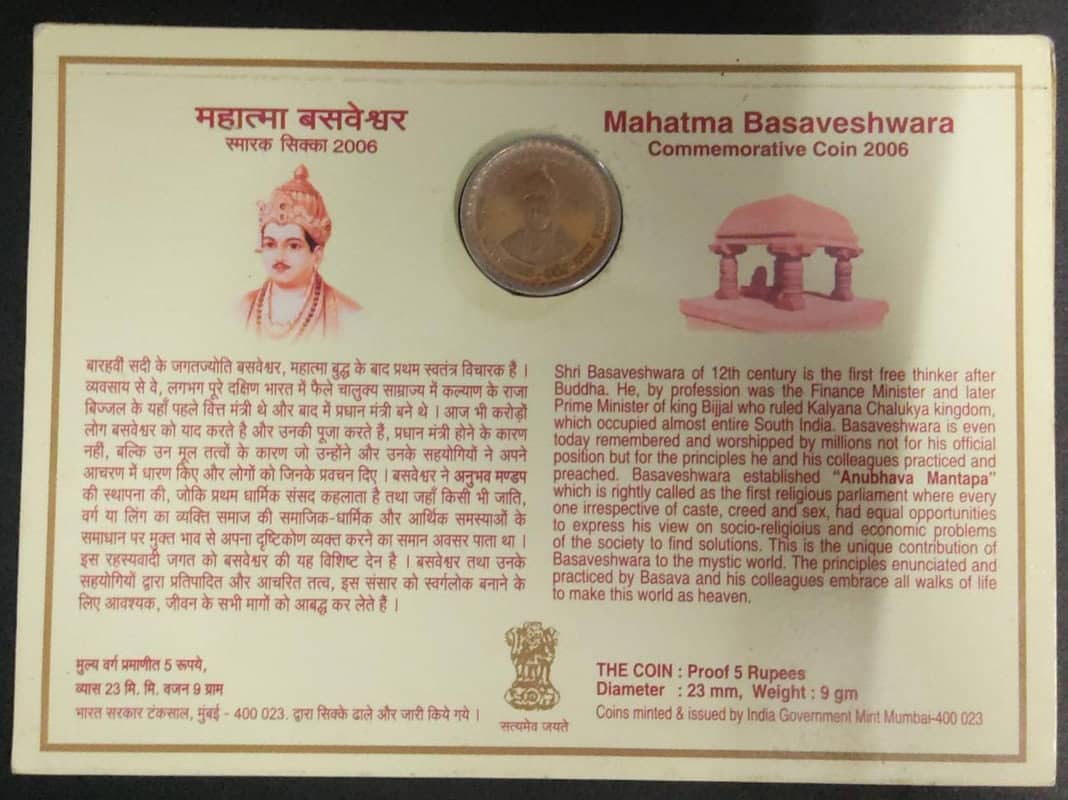 महात्मा बसवेश्वर
स्मारक सिक्का 2006
Mahatma Basaveshwara
Commemorative Coin 2006
बारहवीं सदी के जगतज्योति बसवेश्वर, महात्मा बुद्ध के बाद प्रथम स्वतंत्र विचारक हैं ।
व्यवसाय से वे, लगभग पूरे दक्षिण भारत में फैले चालुक्य साम्राज्य में कल्याण के राजा
बिज्जल के यहाँ पहले वित्त मंत्री थे और बाद में प्रधान मंत्री बने थे । आज भी करोड़ों
लोग बसवेश्वर को याद करते है और उनकी पूजा करते हैं, प्रधान मंत्री होने के कारण
नहीं, बल्कि उन मूल तत्वों के कारण जो उन्होंने और उनके सहयोगियों ने अपने
आचरण में धारण किए और लोगों को जिनके प्रवचन दिए । बसवेश्वर ने अनुभव मण्डप
की स्थापना की, जोकि प्रथम धार्मिक संसद कहलाता है तथा जहाँ किसी भी जाति,
वर्ग या लिंग का व्यक्ति समाज की समाजिक-धार्मिक और आर्थिक समस्याओं के
समाधान पर मुक्त भाव से अपना दृष्टिकोण व्यक्त करने का समान अवसर पाता था ।
इस रहस्यवादी जगत को बसवेश्वर की यह विशिष्ट देन है । बसवेश्वर तथा उनके
सहयोगियों द्वारा प्रतिपादित और आचरित तत्व, इस संसार को स्वर्गलोक बनाने के
लिए आवश्यक, जीवन के सभी मार्गो को आबद्ध कर लेते हैं ।
Shri Basaveshwara of 12th century is the first free thinker after
Buddha. He, by profession was the Finance Minister and later
Prime Minister of king Bijjal who ruled Kalyana Chalukya kingdom,
which occupied almost entire South India. Basaveshwara is even
today remembered and worshipped by millions not for his official
position but for the principles he and his colleagues practiced and
preached. Basaveshwara established "Anubhava Mantapa"
which is rightly called as the first religious parliament where every
one irrespective of caste, creed and sex, had equal opportunities
to express his view on socio-religioius and economic problems
of the society to find solutions. This is the unique contribution of
Basaveshwara to the mystic world. The principles enunciated and
practiced by Basava and his colleagues embrace all walks of life
to make this world as heaven.
मुल्य वर्ग प्रमाणीत 5 रूपये,
व्यास 23 मि. मि. वजन 9 ग्राम
भारत सरकार टंकसाल, मुंबई - 400 023. द्वारा सिक्के ढाले और जारी किये गये ।
सत्यमेव जयते
THE COIN : Proof 5 Rupees
Diameter : 23 mm, Weight : 9 gm
Coins minted & issued by India Government Mint Mumbai-400 023